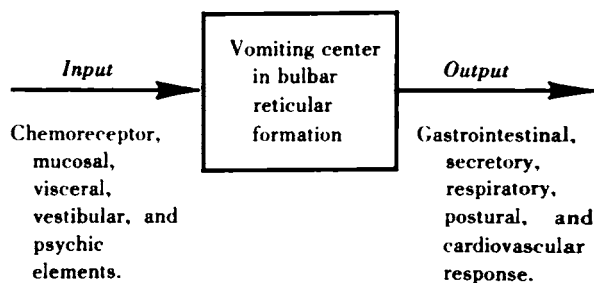 Input
Chemoreceptor,
mucosal,
visceral,
vestibular, and
psychic
elements.
Vomiting center
in bulbar
reticular
formation
Output
Gastrointestinal,
secretory,
respiratory,
postural, and
cardiovascular
response.